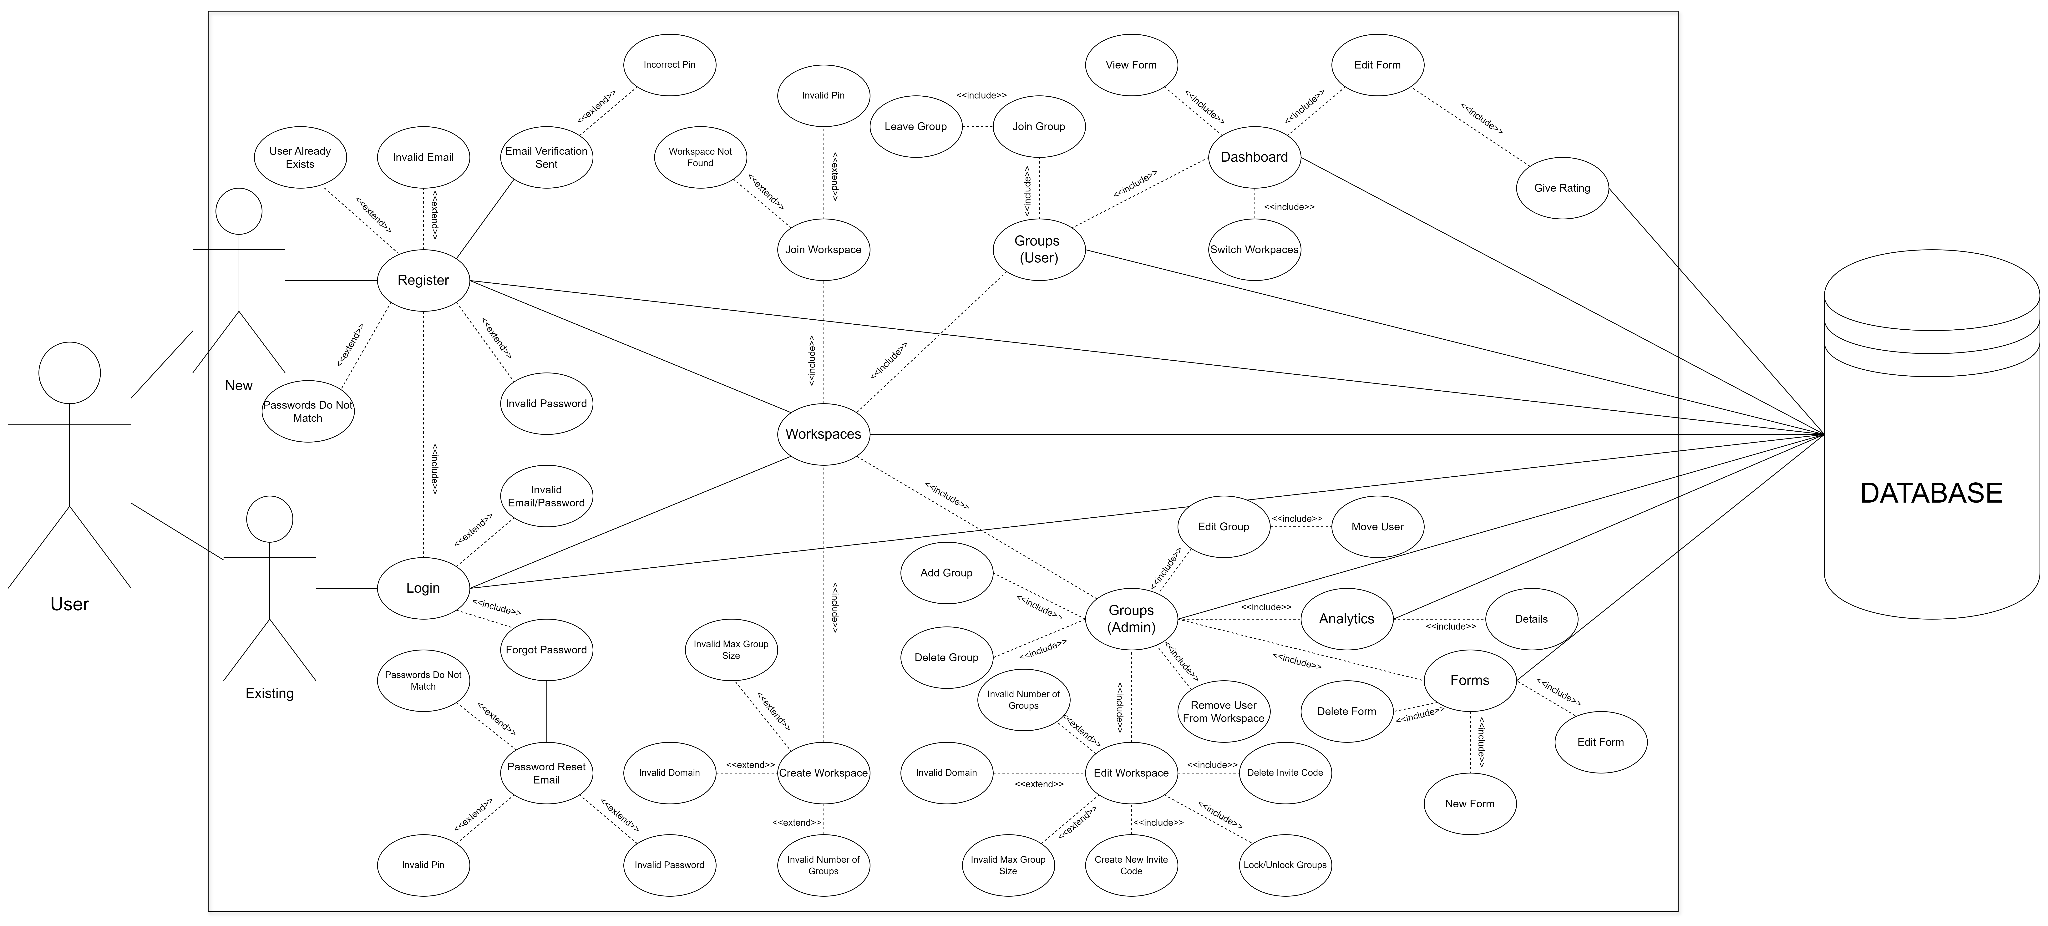 Incorrect Pin
<<extend>>
User Already
Exists
Invalid Email
Email Verification
Sent
<<extend>>
<<extend>>
Register
<<extend>>
<<extend>>
Passwords Do Not
Match
Invalid Password
New
User
Existing
<<include>>
Invalid
Email/Password
<<extend>>
Login
<<include>>
Forgot Password
Passwords Do Not
Match
<<extend>>
Password Reset
Email
<<extend>>
<<extend>>
Invalid Pin
Invalid Password
Invalid Pin
Workspace Not
Found
<<extend>>
<<extend>>
Join Workspace
<<include>>
<<include>>
Workspaces
<<include>>
<<include>>
Invalid Max Group
Size
<<extend>>
Invalid Domain
<<extend>>
Create Workspace
<<extend>>
Invalid Number of
Groups
Leave Group
<<include>>
Join Group
<<include>>
Groups
(User)
<<include>>
View Form
Edit Form
<<include>>
<<include>>
<<include>>
Dashboard
<<include>>
Switch Workpaces
Give Rating
Edit Group
<<include>>
Move User
<<include>>
Add Group
<<include>>
Groups
(Admin)
<<include>>
Analytics
<<include>>
Details
Delete Group
<<include>>
<<include>>
<<include>>
<<include>>
Remove User
From Workspace
Forms
<<include>>
Delete Form
<<include>>
<<include>>
Edit Form
New Form
Invalid Number of
Groups
<<extend>>
Invalid Domain
<<extend>>
Edit Workspace
<<include>>
Delete Invite Code
<<extend>>
<<include>>
<<include>>
Invalid Max Group
Size
Create New Invite
Code
Lock/Unlock Groups
DATABASE